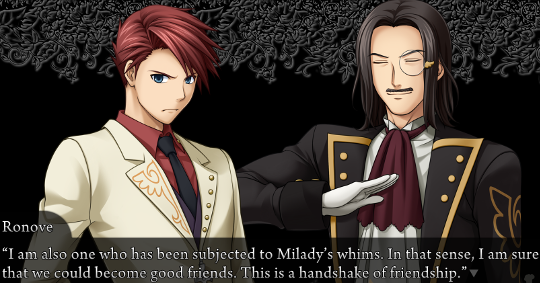 Ronove
“I am also one who has been subjected to Milady’s whims. In that sense, I am sure
that we could become good friends. This is a handshake of friendship.”